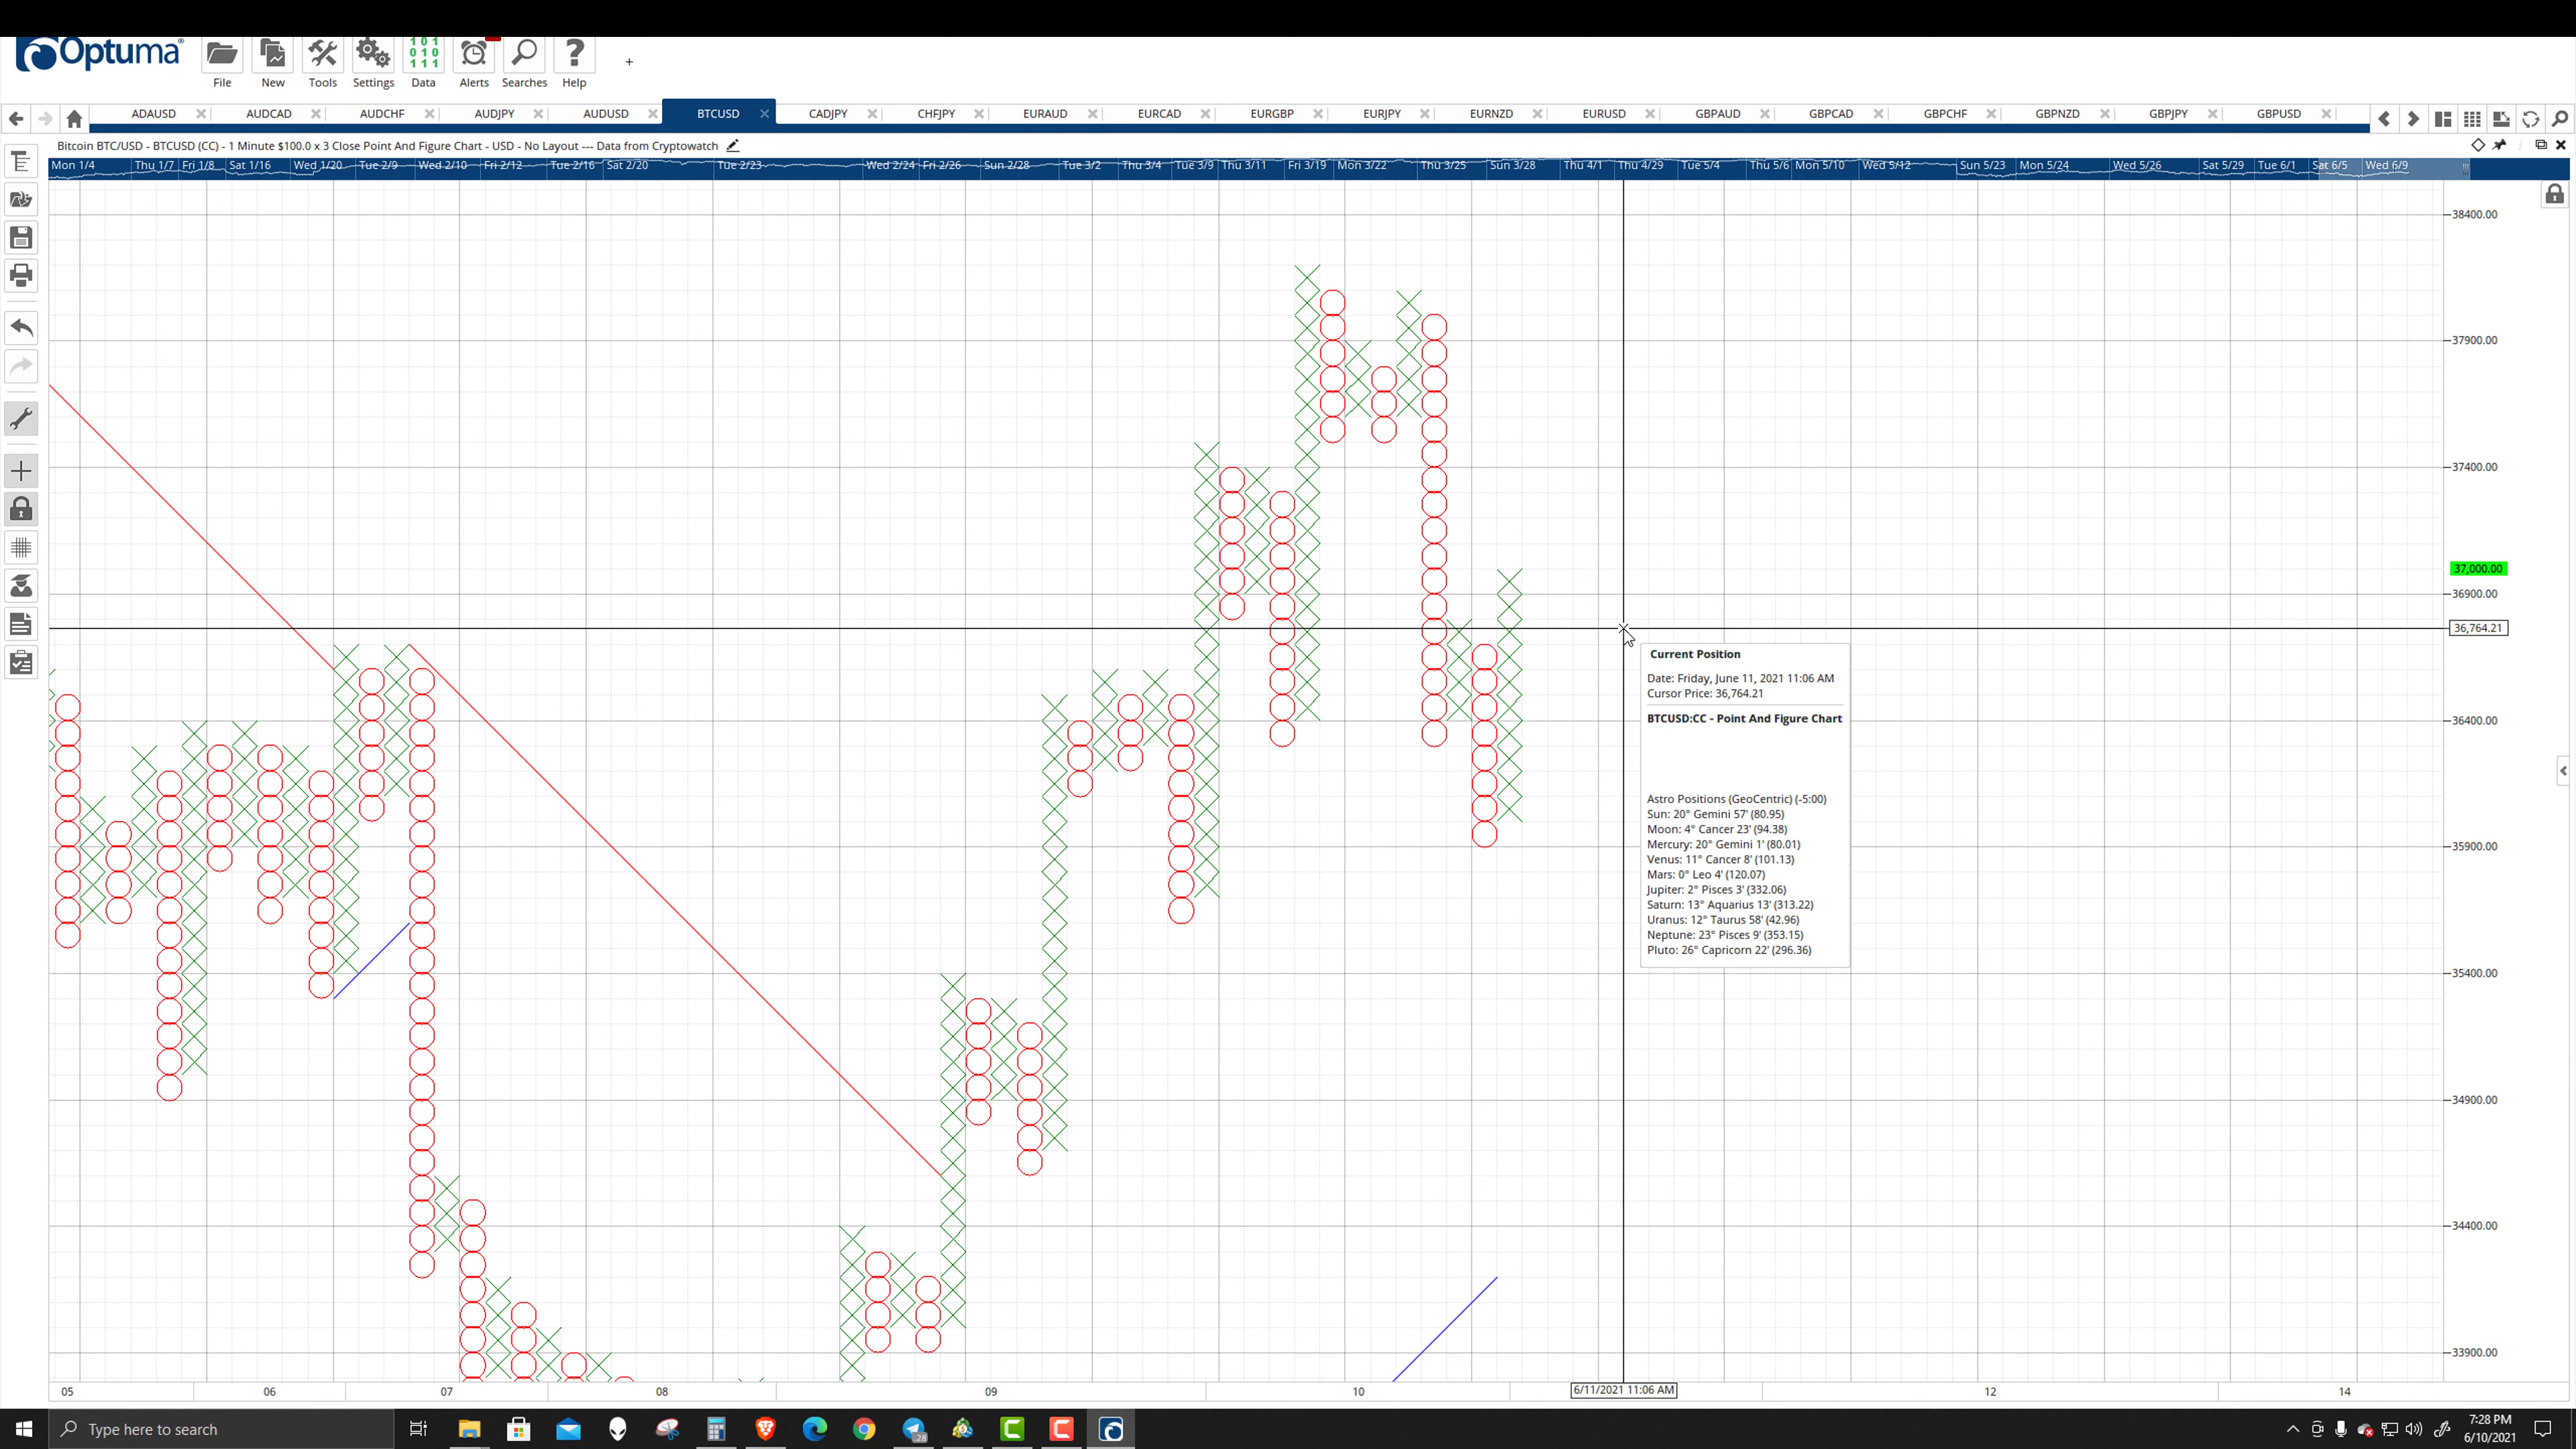 Optuma®
File New Tools Settings Data Alerts Searches Help
ADAUSD AUDCAD AUDCHF AUDJPY AUDUSD BTCUSD CADJPY CHFJPY EURAUD EURCAD EURGBP EURJPY EURNZD EURUSD GBPAUD GBPCAD GBPCHF GBPNZD GBPJPY GBPUSD
Bitcoin BTC/USD - BTCUSD (CC) - 1 Minute $100.0 x 3 Close Point And Figure Chart - USD - No Layout --- Data from Cryptowatch
Mon 1/4 Thu 1/7 Fri 1/8 Sat 1/16 Wed 1/20 Tue 2/9 Wed 2/10 Fri 2/12 Tue 2/16 Sat 2/20 Tue 2/23 Wed 2/24 Fri 2/26 Sun 2/28 Tue 3/2 Thu 3/4 Tue 3/9 Thu 3/11 Fri 3/19 Mon 3/22 Thu 3/25 Sun 3/28 Thu 4/1 Thu 4/29 Tue 5/4 Mon 5/10 Wed 5/12 Sun 5/23 Mon 5/24 Wed 5/26 Sat 5/29 Tue 6/1 Sat 6/5 Wed 6/9
38400.00
37900.00
37400.00
37,000.00
36900.00
36,764.21
Current Position
Date: Friday, June 11, 2021 11:06 AM
Cursor Price: 36,764.21
BTCUSD:CC - Point And Figure Chart
36400.00
Astro Positions (GeoCentric) (-5:00)
Sun: 20° Gemini 57' (80.95)
Moon: 4° Cancer 23' (94.38)
Mercury: 20° Gemini 1' (80.01)
35900.00
Venus: 11° Cancer 8' (101.13)
Mars: 0° Leo 4' (120.07)
Jupiter: 2° Pisces 3' (332.06)
Saturn: 13° Aquarius 13' (313.22)
Uranus: 12° Taurus 58' (42.96)
Neptune: 23° Pisces 9' (353.15)
Pluto: 26° Capricorn 22' (296.36)
35400.00
34900.00
34400.00
33900.00
05 06 07 08 09 10 6/11/2021 11:06 AM 12 14
Type here to search
28
7:28 PM
6/10/2021